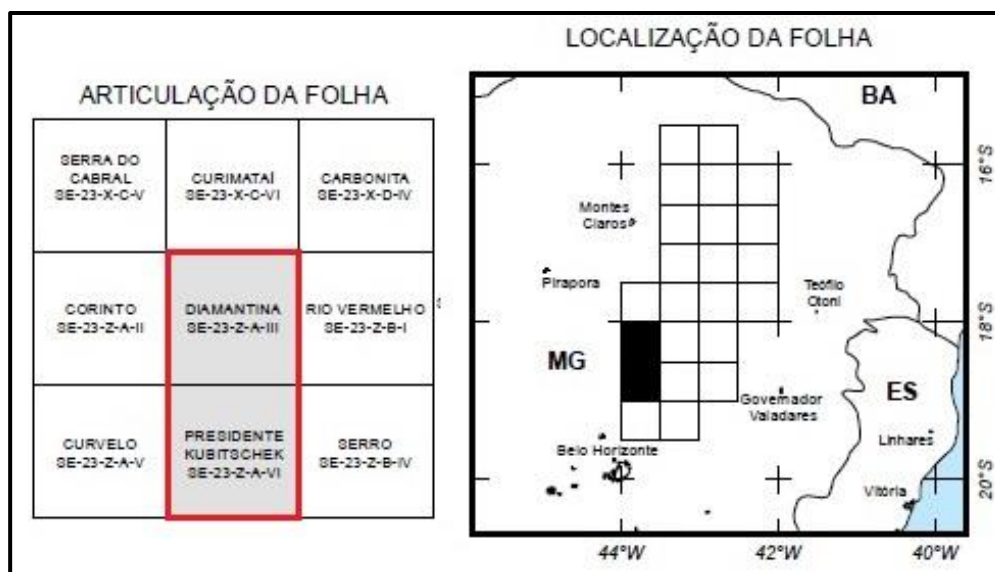 ARTICULAÇÃO DA FOLHA
SERRA DO
CABRAL
SE-23-X-C-V
CURIMATAÍ
SE-23-X-C-VI
CARBONITA
SE-23-X-D-IV
CORINTO
SE-23-Z-A-II
DIAMANTINA
SE-23-Z-A-III
RIO VERMELHO
SE-23-Z-B-I
CURVELO
SE-23-Z-A-V
PRESIDENTE
KUBITSCHEK
SE-23-Z-A-VI
SERRO
SE-23-Z-B-IV
LOCALIZAÇÃO DA FOLHA
BA
16°S
Montes
Claros
Pirapora
Teófilo
Otoni
18°S
MG
ES
Governador
Valadares
Linhares
Belo Horizonte
Vitória
20°S
44°W
42°W
40°W